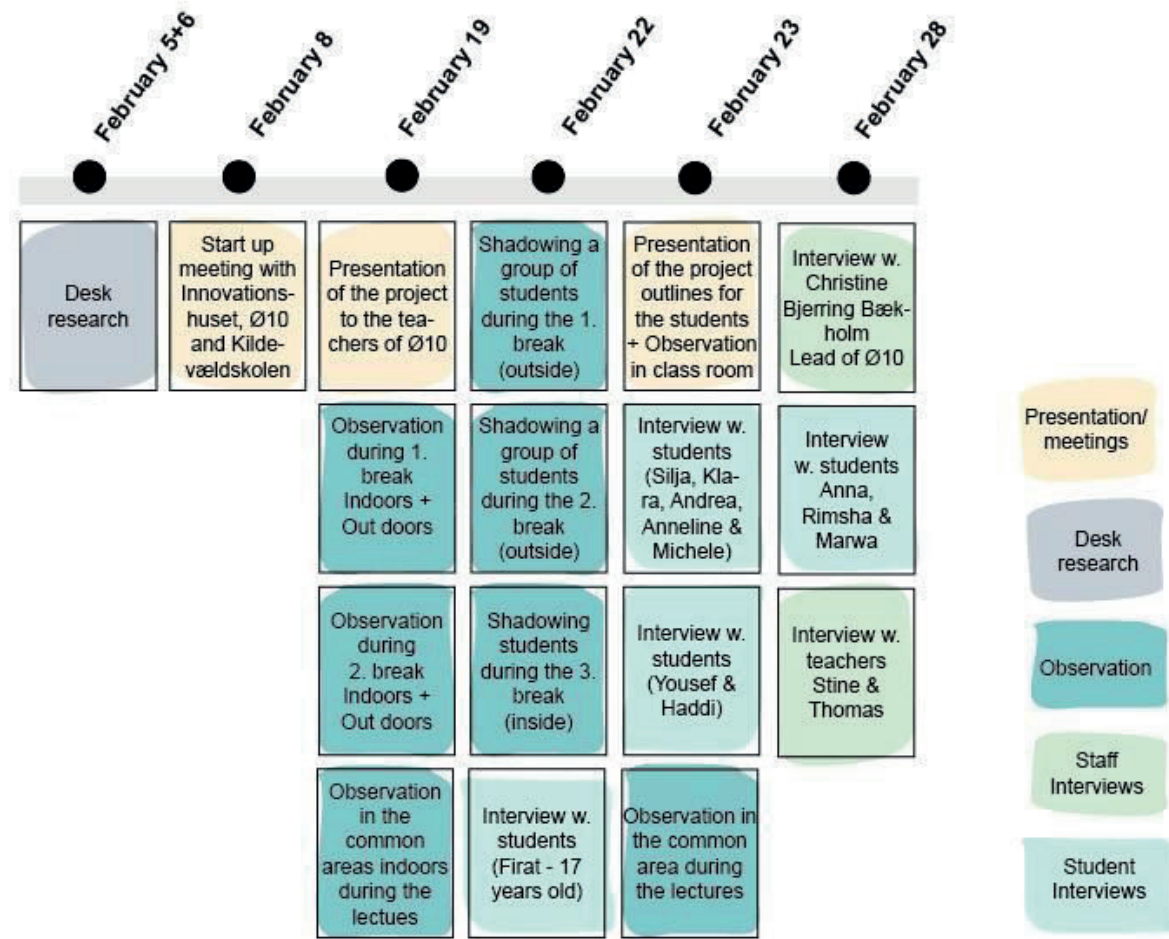 February 5+6
February 8
February 19
February 22
February 23
February 28
Desk
research
Start up
meeting with
Innovations-
huset, Ø10
and Kilde-
vældskolen
Presentation
of the project
to the tea-
chers of Ø10
Shadowing a
group of
students
during the 1.
break
(outside)
Presentation
of the project
outlines for
the students
+ Observation
in class room
Interview w.
Christine
Bjerring Bæk-
holm
Lead of Ø10
Observation
during 1.
break
Indoors +
Out doors
Shadowing a
group of
students
during the 2.
break
(outside)
Interview w.
students
(Silja, Kla-
ra, Andrea,
Anneline &
Michele)
Interview
w. students
Anna,
Rimsha &
Marwa
Observation
during
2. break
Indoors +
Out doors
Shadowing
students
during the 3.
break
(inside)
Interview w.
students
(Yousef &
Haddi)
Interview w.
teachers
Stine &
Thomas
Observation
in the
common
areas indoors
during the
lectues
Interview w.
students
(Firat - 17
years old)
Observation in
the common
area during
the lectures
Presentation/
meetings
Desk
research
Observation
Staff
Interviews
Student
Interviews